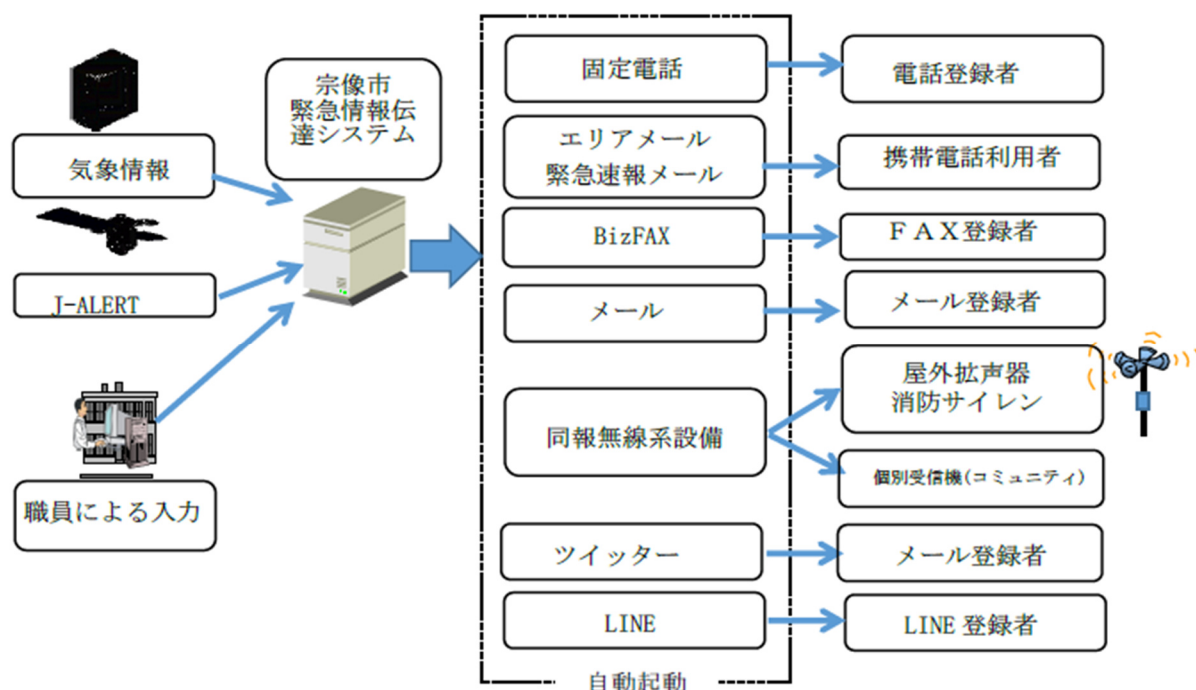 宗像市
緊急情報伝
達システム
気象情報
J-ALERT
職員による入力
固定電話
電話登録者
エリアメール
緊急速報メール
携帯電話利用者
BizFAX
ＦＡＸ登録者
メール
メール登録者
同報無線系設備
屋外拡声器
消防サイレン
個別受信機(コミュニティ)
ツイッター
メール登録者
LINE
LINE 登録者
自動起動